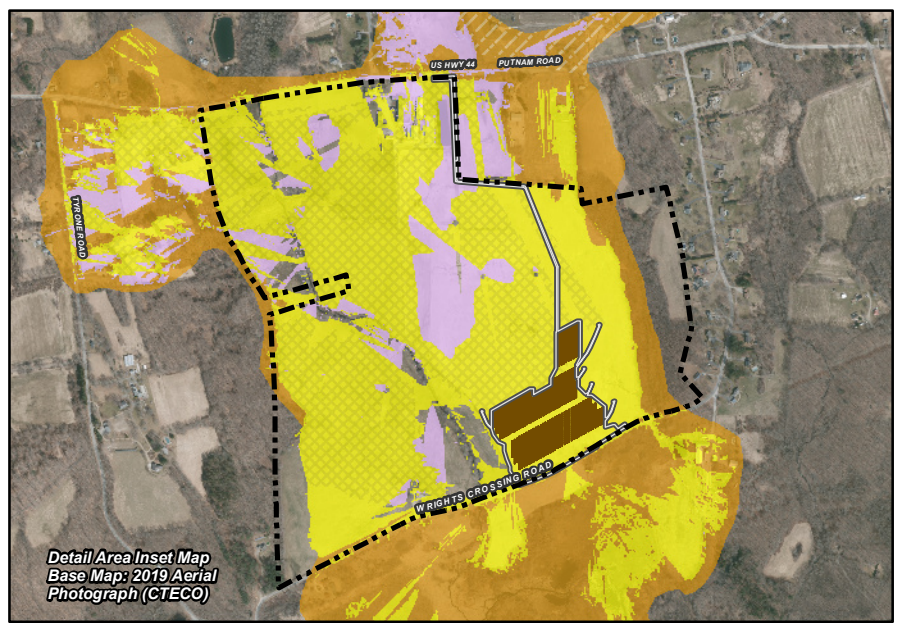 US HWY 44
PUTNAM ROAD
TYRONE ROAD
WRIGHTS CROSSING ROAD
Detail Area Inset Map
Base Map: 2019 Aerial
Photograph (CTECO)